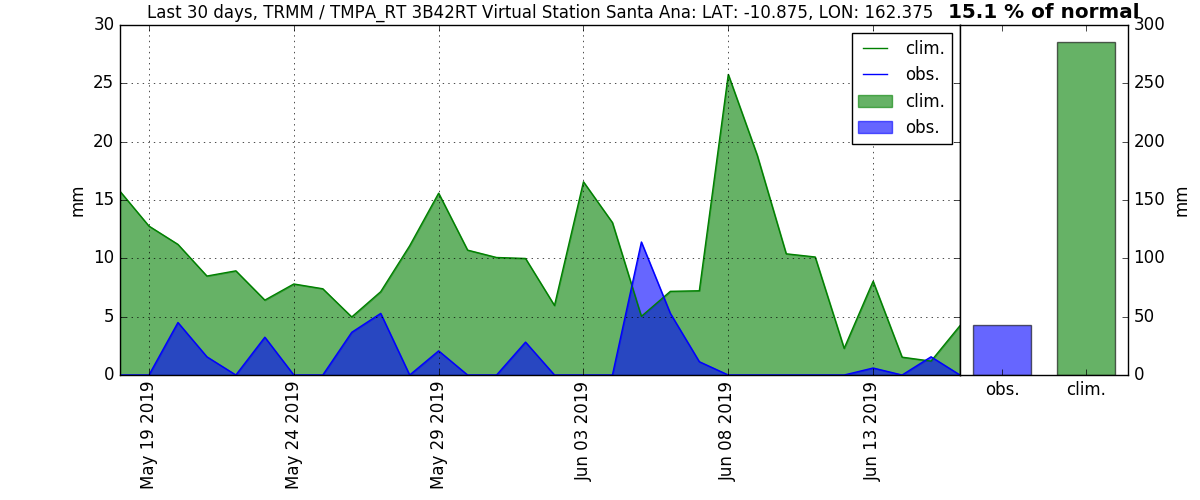 Last 30 days, TRMM / TMPA_RT 3B42RT Virtual Station Santa Ana: LAT: -10.875, LON: 162.375
15.1 % of normal
30
25
20
15
10
5
0
mm
clim.
obs.
clim.
obs.
300
250
200
150
100
50
0
mm
May 19 2019
May 24 2019
May 29 2019
Jun 03 2019
Jun 08 2019
Jun 13 2019
obs.
clim.